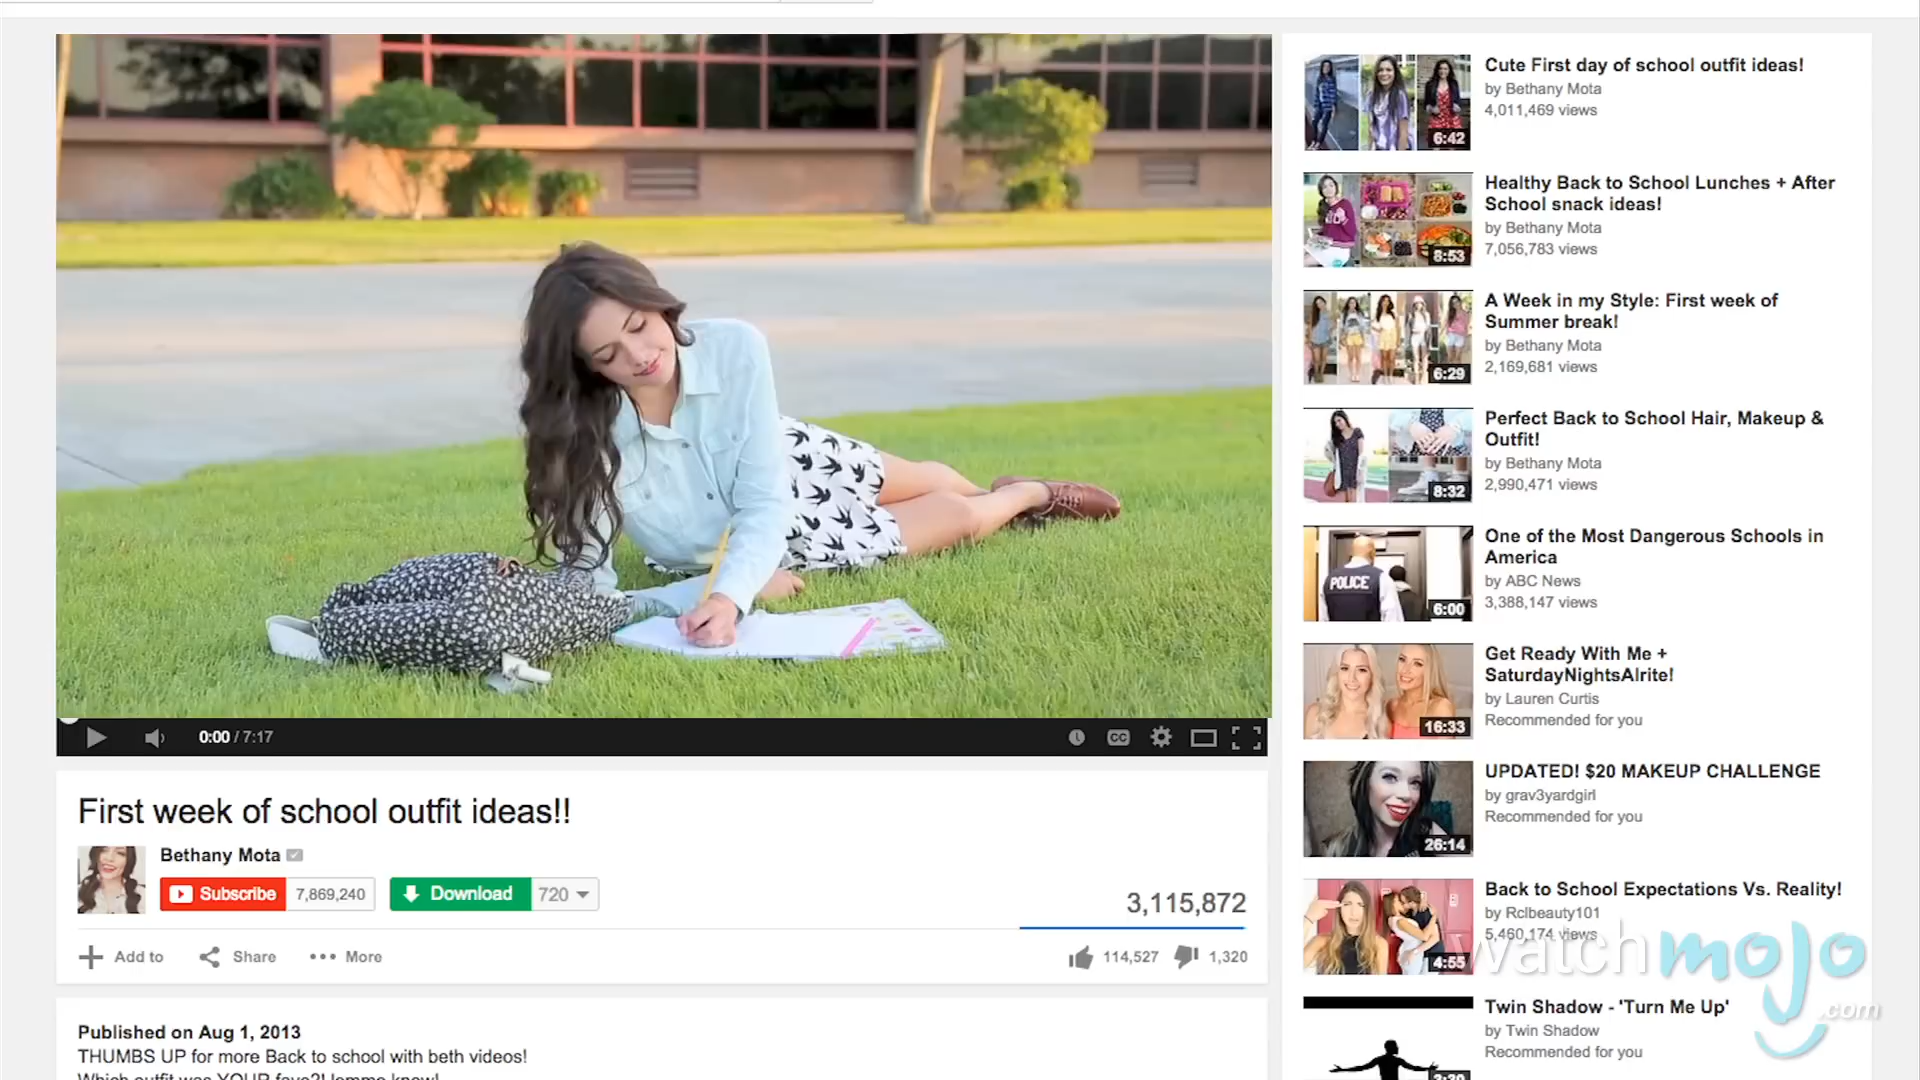 0:00 / 7:17
CC
First week of school outfit ideas!!
Bethany Mota
Subscribe 7,869,240 Download 720
3,115,872
Add to Share More 114,527 1,320
Published on Aug 1, 2013
THUMBS UP for more Back to school with beth videos!
Which outfit was YOUR fave?! lemme know!
Cute First day of school outfit ideas!
by Bethany Mota
4,011,469 views
6:42
Healthy Back to School Lunches + After
School snack ideas!
by Bethany Mota
7,056,783 views
8:53
A Week in my Style: First week of
Summer break!
by Bethany Mota
2,169,681 views
6:29
Perfect Back to School Hair, Makeup &
Outfit!
by Bethany Mota
2,990,471 views
8:32
One of the Most Dangerous Schools in
America
by ABC News
3,388,147 views
POLICE
6:00
Get Ready With Me +
SaturdayNightsAlrite!
by Lauren Curtis
Recommended for you
16:33
UPDATED! $20 MAKEUP CHALLENGE
by grav3yardgirl
Recommended for you
26:14
Back to School Expectations Vs. Reality!
by Rclbeauty101
5,460,174 views
4:55
Twin Shadow - 'Turn Me Up'
by Twin Shadow
Recommended for you
watchmojo
.com